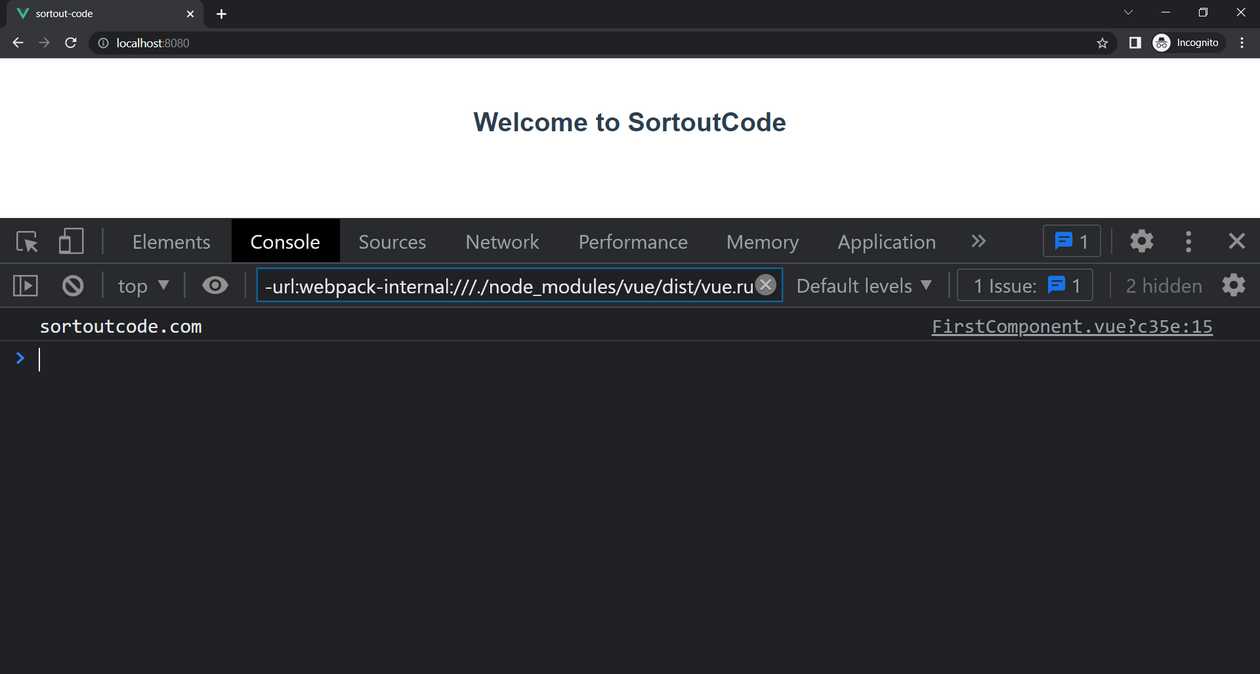 sortout-code
localhost:8080
Incognito
Welcome to SortoutCode
Elements Console Sources Network Performance Memory Application 1
top -url:webpack-internal:///./node_modules/vue/dist/vue.ru Default levels 1 Issue: 1 2 hidden
sortoutcode.com FirstComponent.vue?c35e:15